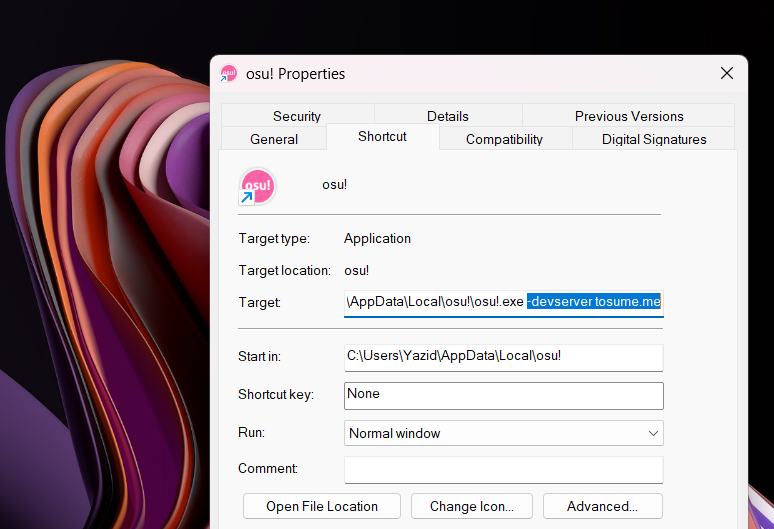 osu! osu! Properties
Security Details Previous Versions
General Shortcut Compatibility Digital Signatures
osu! osu!
Target type: Application
Target location: osu!
Target: \AppData\Local\osu!\osu!.exe -devserver tosume.me
Start in: C:\Users\Yazid\AppData\Local\osu!
Shortcut key: None
Run: Normal window
Comment:
Open File Location Change Icon... Advanced...